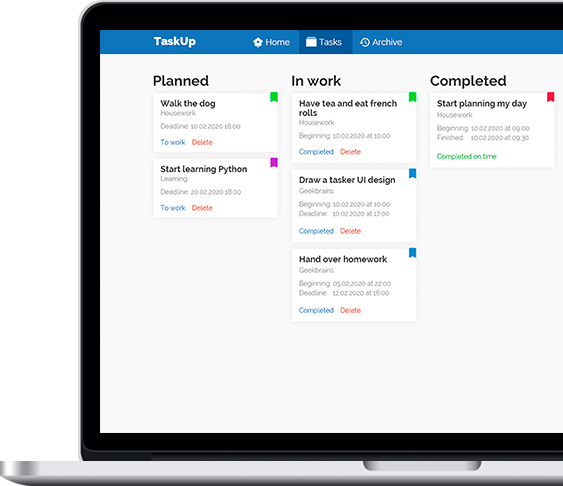 TaskUp
Home
Tasks
Archive
Planned
Walk the dog
Housework
Deadline: 10.02.2020 18:00
To work Delete
Start learning Python
Learning
Deadline: 20.02.2020 18:00
To work Delete
In work
Have tea and eat french
rolls
Housework
Beginning: 10.02.2020 at 10:00
Completed Delete
Draw a tasker UI design
Geekbrains
Beginning: 10.02.2020 at 10:00
Deadline: 10.02.2020 at 17:00
Completed Delete
Hand over homework
Geekbrains
Beginning: 05.02.2020 at 22:00
Deadline: 12.02.2020 at 16:00
Completed Delete
Completed
Start planning my day
Housework
Beginning: 10.02.2020 at 09:00
Finished: 10.02.2020 at 09:30
Completed on time